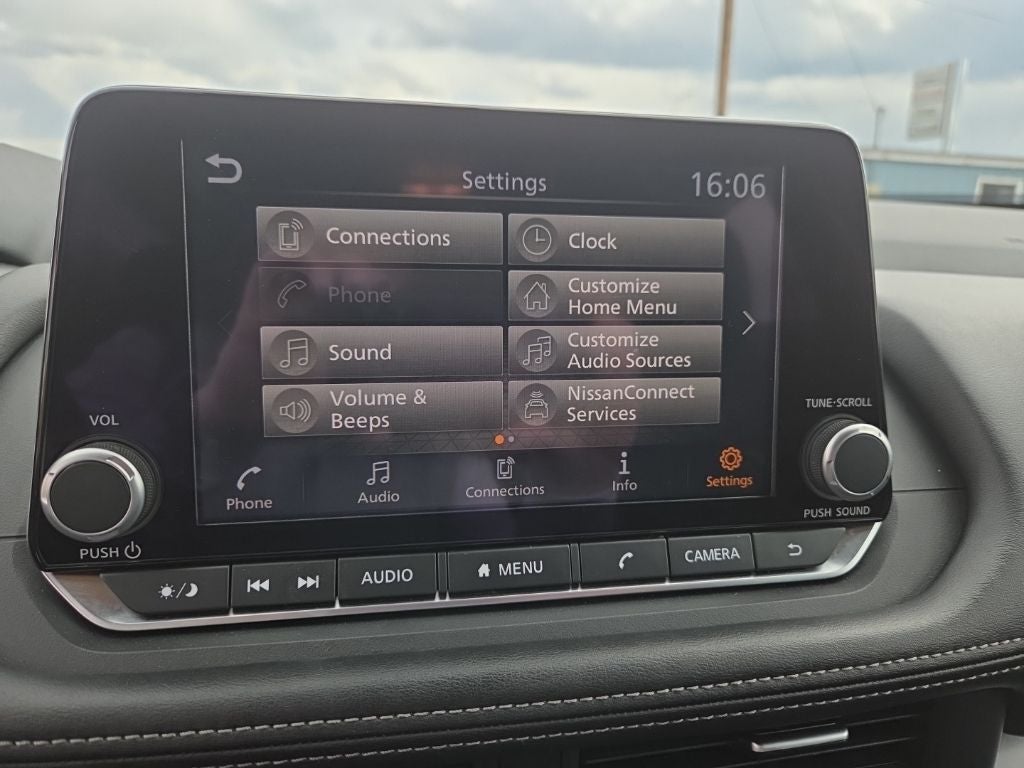 Settings
16:06
Connections
Clock
Phone
Customize
Home Menu
Sound
Customize
Audio Sources
Volume &
Beeps
NissanConnect
Services
VOL
TUNE·SCROLL
Phone
Audio
Connections
Info
Settings
PUSH
PUSH SOUND
AUDIO
MENU
CAMERA